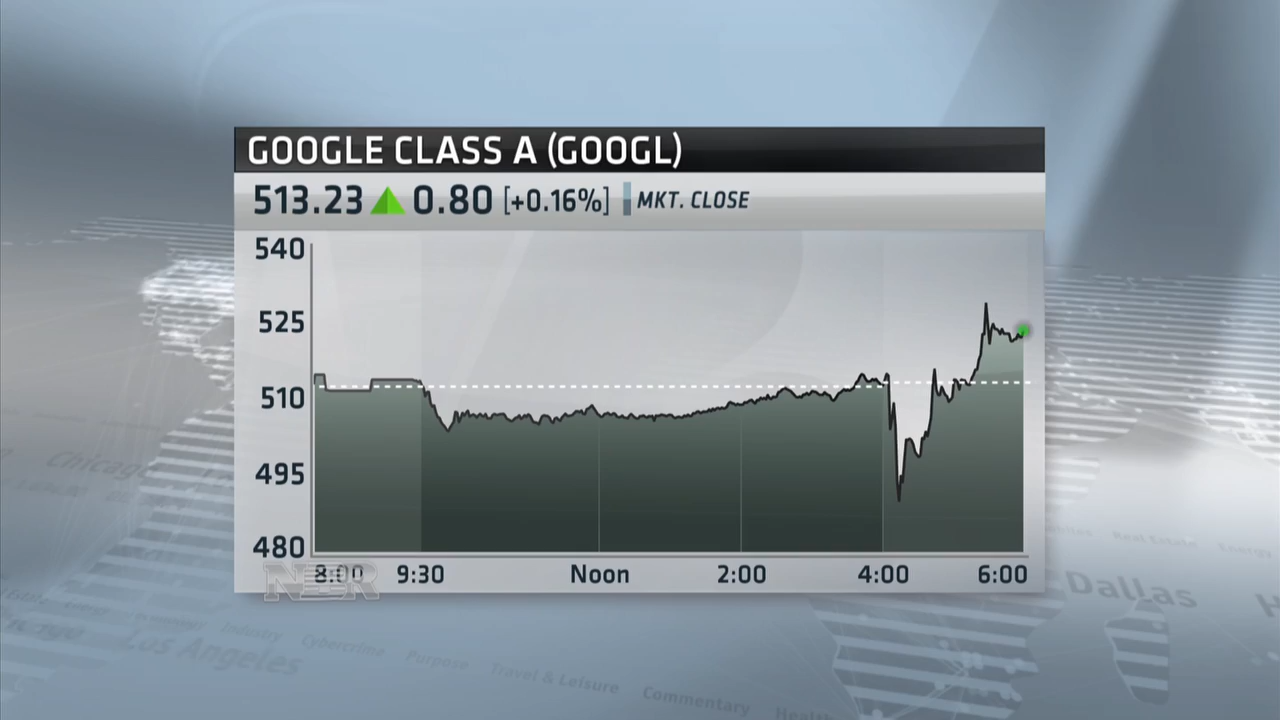 GOOGLE CLASS A (GOOGL)
513.23 0.80 [+0.16%] MKT. CLOSE
540
525
510
495
480
8:00 9:30 Noon 2:00 4:00 6:00
NBR
Chicago
Dallas
Los Angeles
Industry
Cybercrime
Purpose
Travel & Leisure
Commentary
Real Estate
Energy